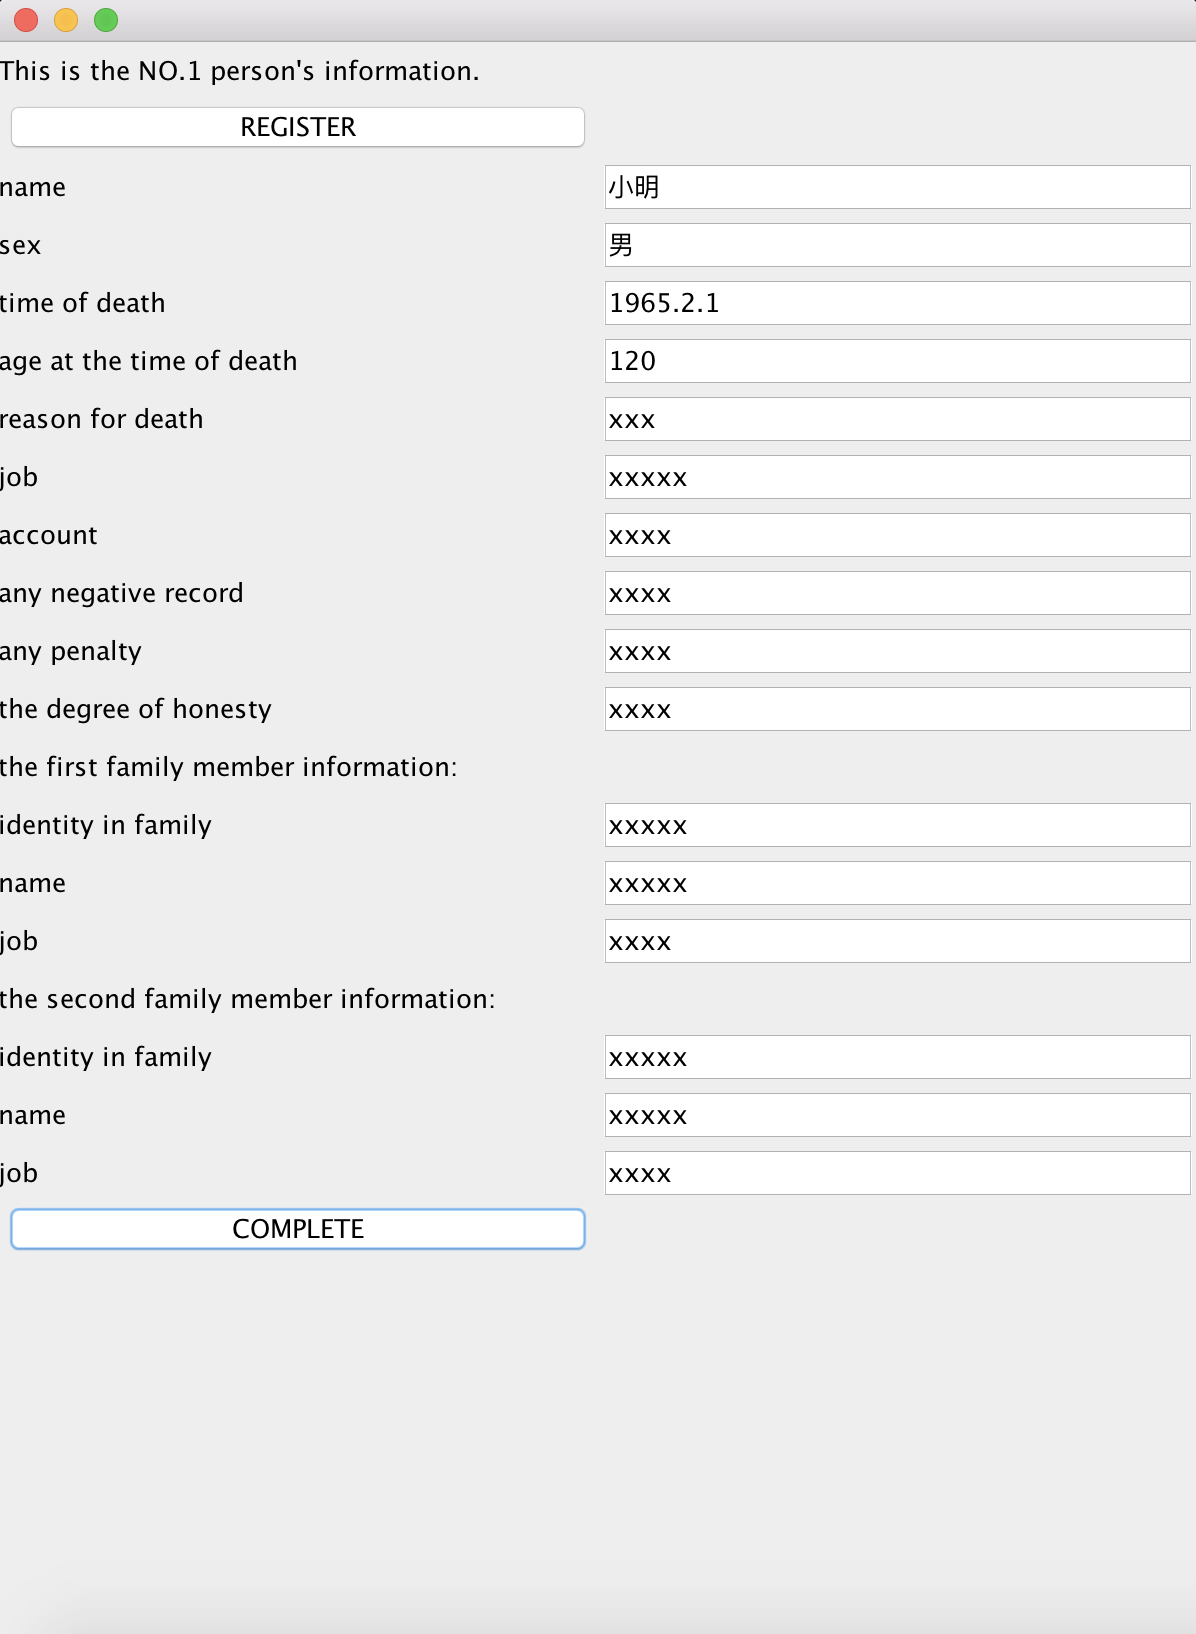 This is the NO.1 person's information.
REGISTER
name 小明
sex 男
time of death 1965.2.1
age at the time of death 120
reason for death xxx
job xxxxx
account xxxx
any negative record xxxx
any penalty xxxx
the degree of honesty xxxx
the first family member information:
identity in family xxxxx
name xxxxx
job xxxx
the second family member information:
identity in family xxxxx
name xxxxx
job xxxx
COMPLETE